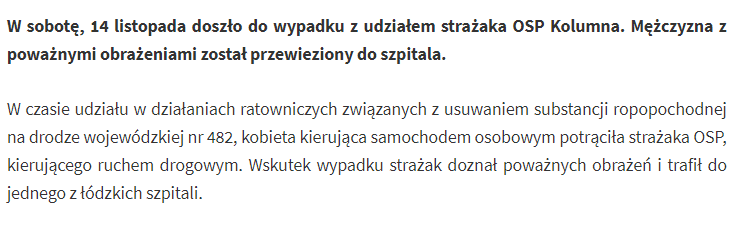 W sobotę, 14 listopada doszło do wypadku z udziałem strażaka OSP Kolumna. Mężczyzna z
poważnymi obrażeniami został przewieziony do szpitala.
W czasie udziału w działaniach ratowniczych związanych z usuwaniem substancji ropopochodnej
na drodze wojewódzkiej nr 482, kobieta kierująca samochodem osobowym potrąciła strażaka OSP,
kierującego ruchem drogowym. Wskutek wypadku strażak doznał poważnych obrażeń i trafił do
jednego z łódzkich szpitali.